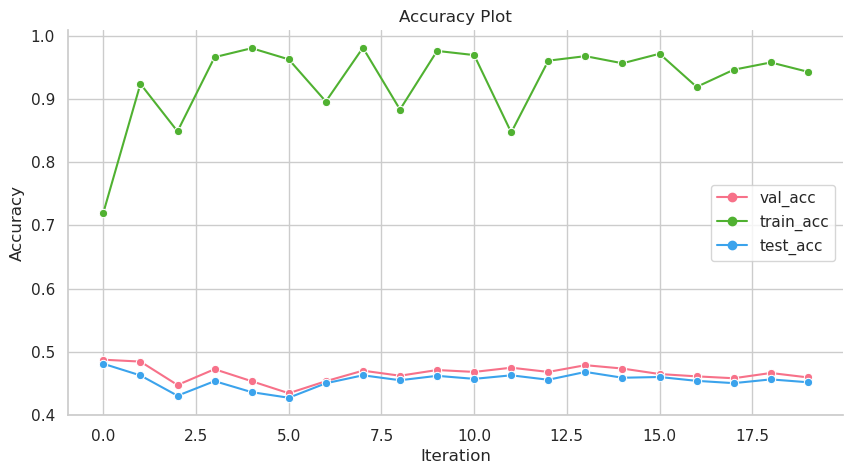 Accuracy Plot
1.0
0.9
0.8
0.7
0.6
0.5
0.4
Accuracy
val_acc
train_acc
test_acc
0.0 2.5 5.0 7.5 10.0 12.5 15.0 17.5
Iteration